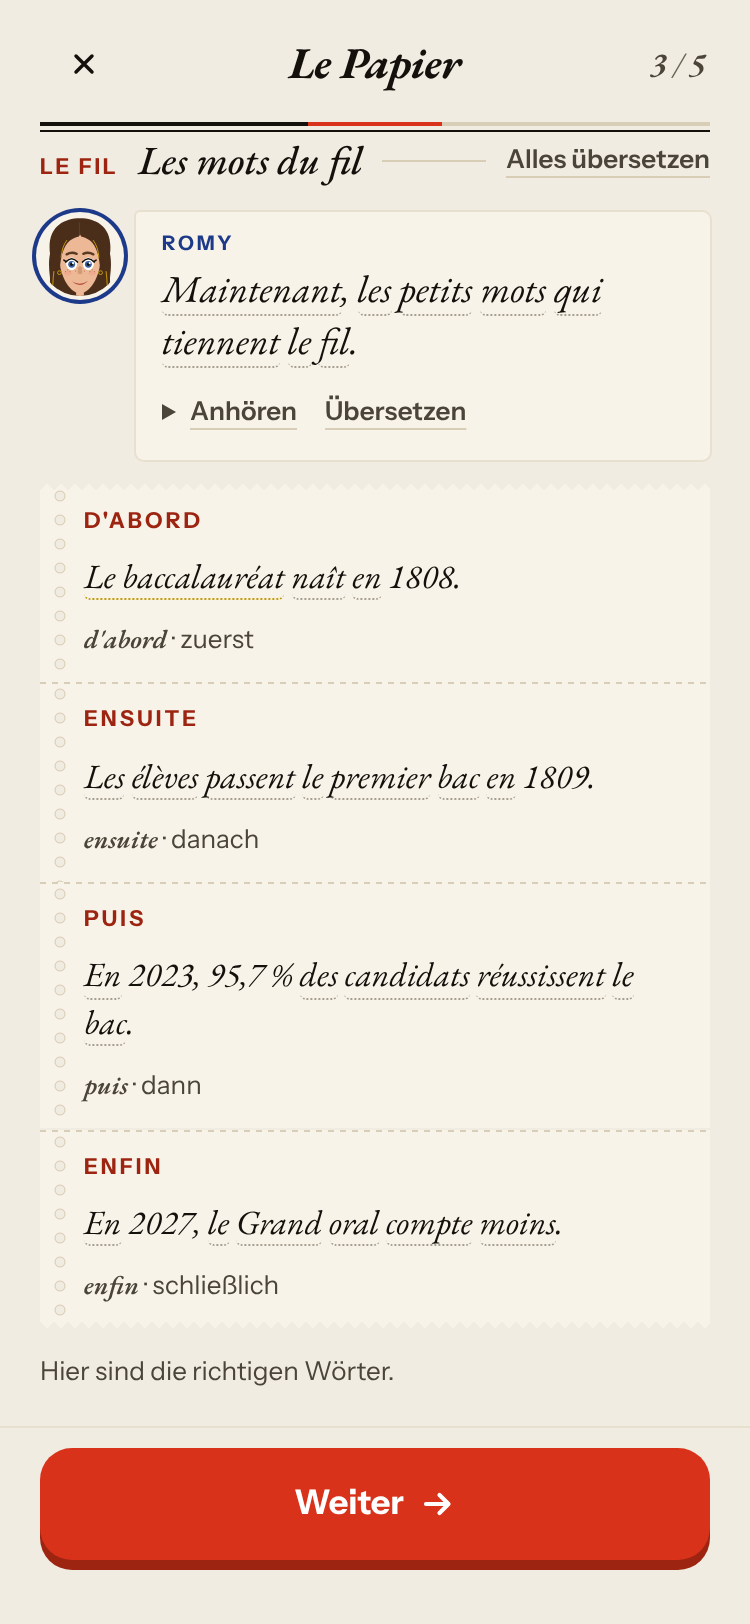 Le Papier
3/5
LE FIL Les mots du fil Alles übersetzen
ROMY
Maintenant, les petits mots qui
tiennent le fil.
Anhören Übersetzen
D'ABORD
Le baccalauréat naît en 1808.
d'abord · zuerst
ENSUITE
Les élèves passent le premier bac en 1809.
ensuite · danach
PUIS
En 2023, 95,7 % des candidats réussissent le
bac.
puis · dann
ENFIN
En 2027, le Grand oral compte moins.
enfin · schließlich
Hier sind die richtigen Wörter.
Weiter →